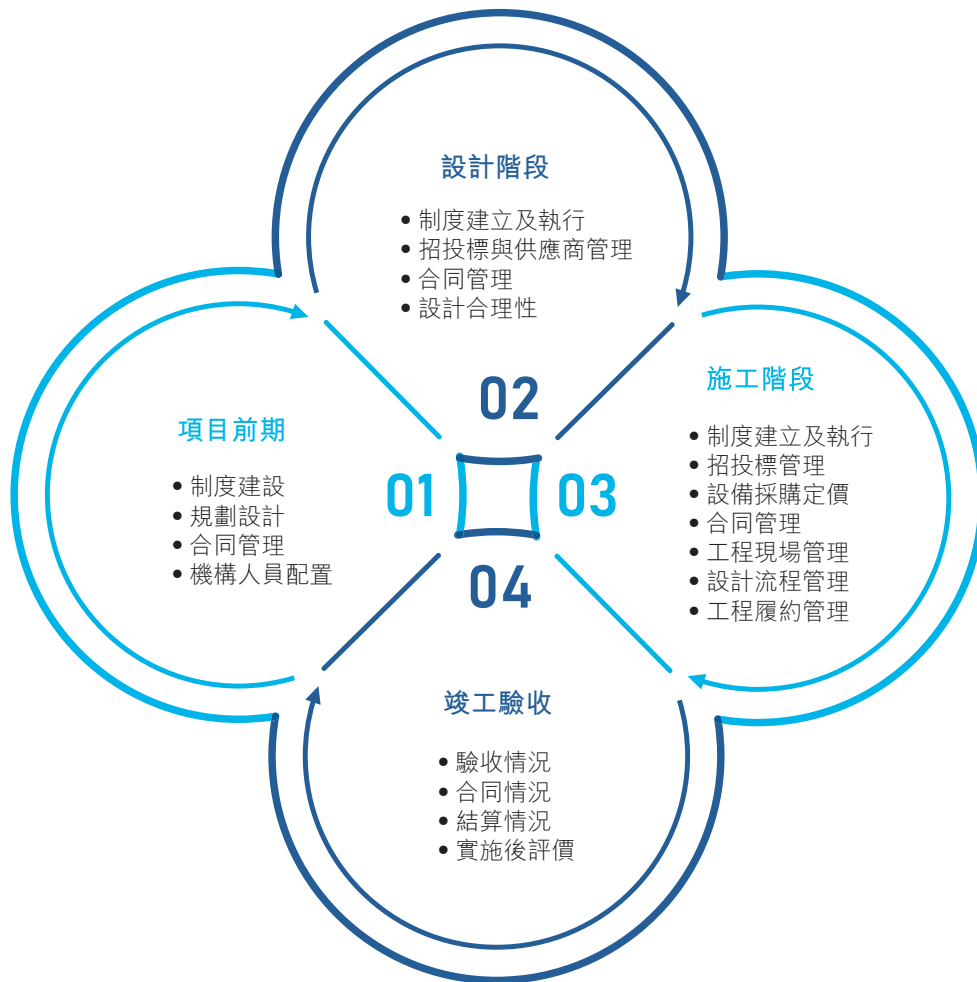 01
項目前期
制度建設
規劃設計
合同管理
機構人員配置
02
設計階段
制度建立及執行
招投標與供應商管理
合同管理
設計合理性
03
施工階段
制度建立及執行
招投標管理
設備採購定價
合同管理
工程現場管理
設計流程管理
工程履約管理
04
竣工驗收
驗收情況
合同情況
結算情況
實施後評價